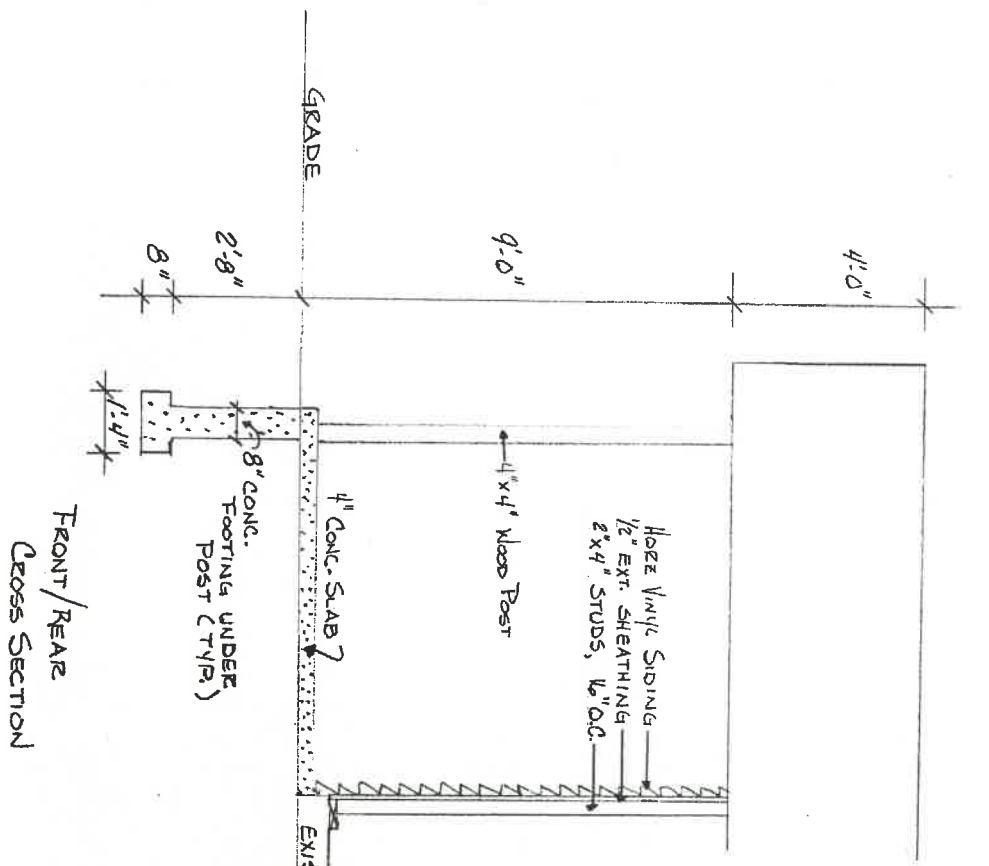 4'-0"
9'-0"
2'-8"
8"
GRADE
1'-4"
HORZ VINYL SIDING
1/2" EXT. SHEATHING
2"x4" STUDS, 16" O.C.
4"x4" WOOD POST
4" CONC. SLAB
8" CONC.
FOOTING UNDER
POST (TYP.)
EXIS
FRONT/REAR
CROSS SECTION